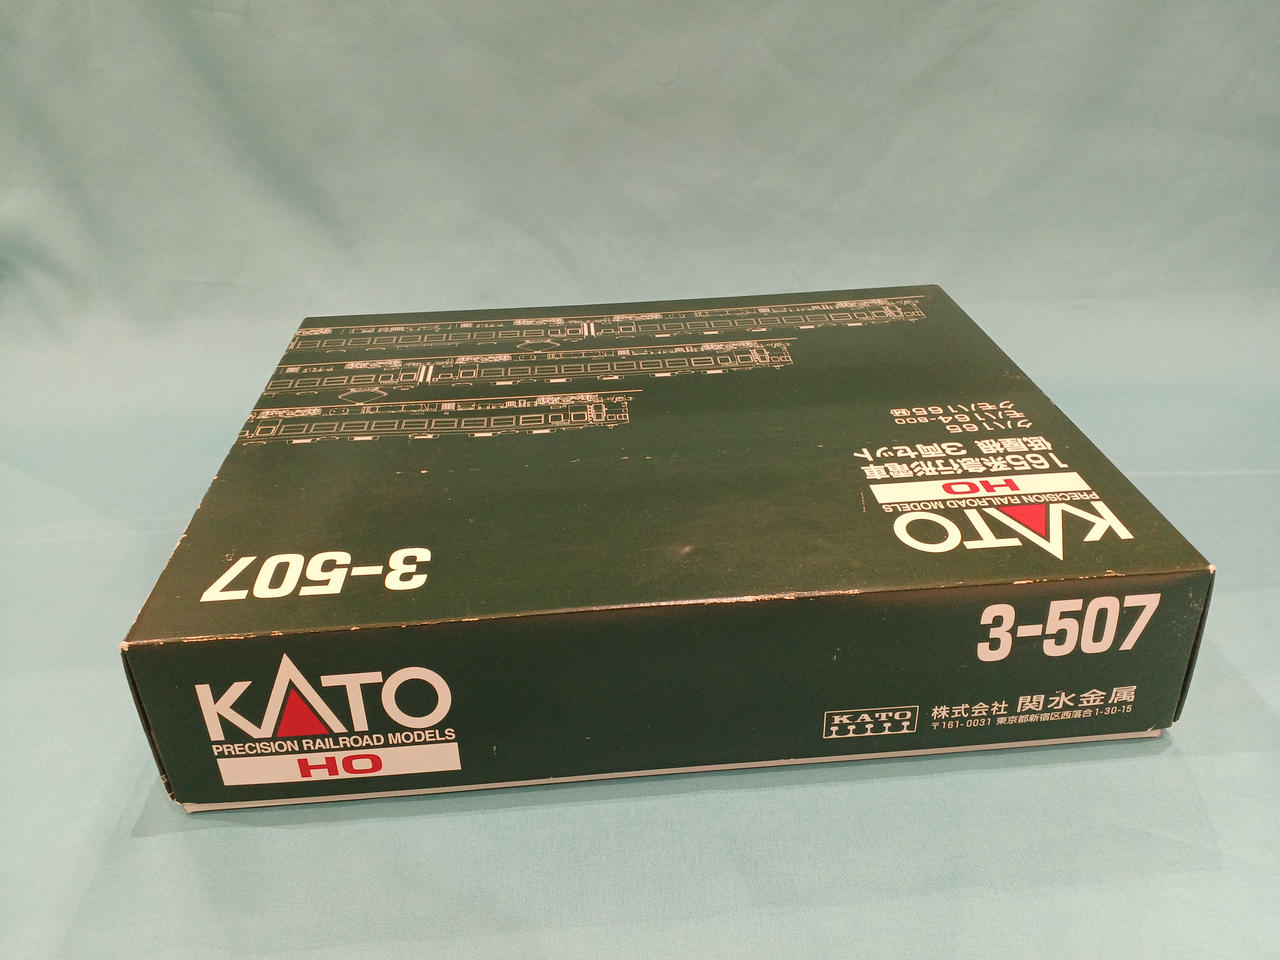 クハ165
モハ164-800
クモハ165 M
165系急行形電車
低屋根 3両セット
HO
PRECISION RAILROAD MODELS
KATO
3-507
3-507
KATO
PRECISION RAILROAD MODELS
HO
KATO
株式会社 関水金属
〒161-0031 東京都新宿区西落合1-30-15